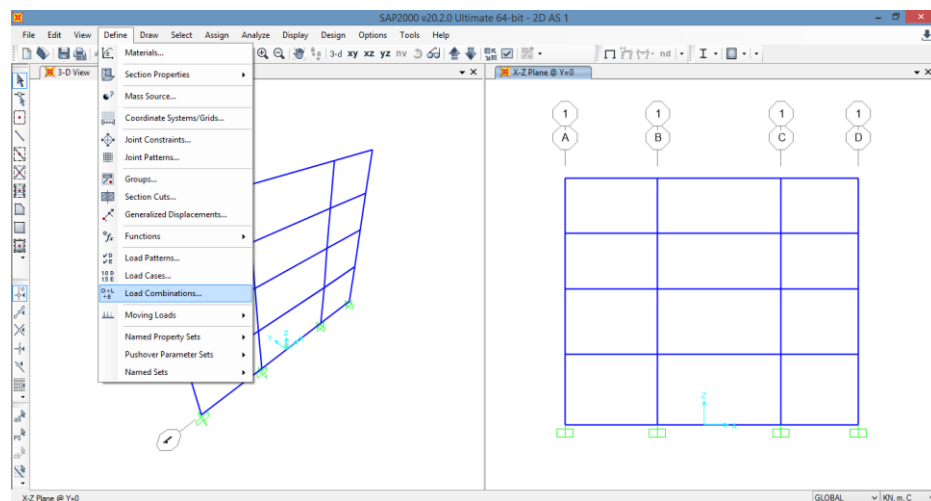 SAP2000 v20.2.0 Ultimate 64-bit - 2D AS 1
File Edit View Define Draw Select Assign Analyze Display Design Options Tools Help
3-d xy xz yz nv
nd
3-D View
X-Z Plane @ Y=0
Materials...
Section Properties
Mass Source...
Coordinate Systems/Grids...
Joint Constraints...
Joint Patterns...
Groups...
Section Cuts...
Generalized Displacements...
Functions
Load Patterns...
Load Cases...
Load Combinations...
Moving Loads
Named Property Sets
Pushover Parameter Sets
Named Sets
1 1 1 1
A B C D
Z
Y X
Z
X
X-Z Plane @ Y=0
GLOBAL
KN, m, C